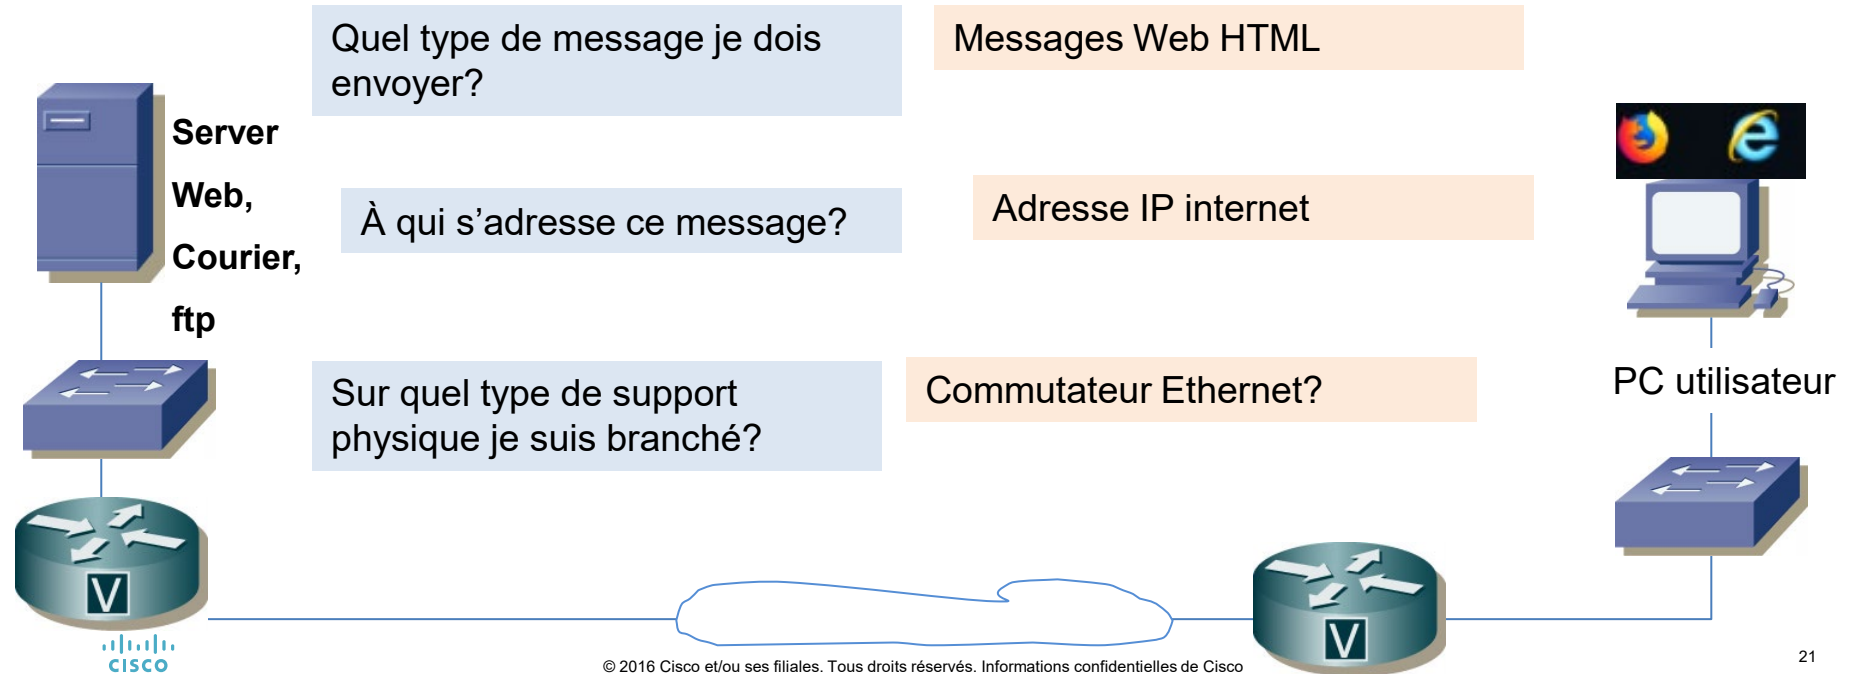 Quel type de message je dois
envoyer?
Messages Web HTML
Server
Web,
Courier,
ftp
À qui s’adresse ce message?
Adresse IP internet
Sur quel type de support
physique je suis branché?
Commutateur Ethernet?
PC utilisateur
V
V
CISCO
© 2016 Cisco et/ou ses filiales. Tous droits réservés. Informations confidentielles de Cisco
21